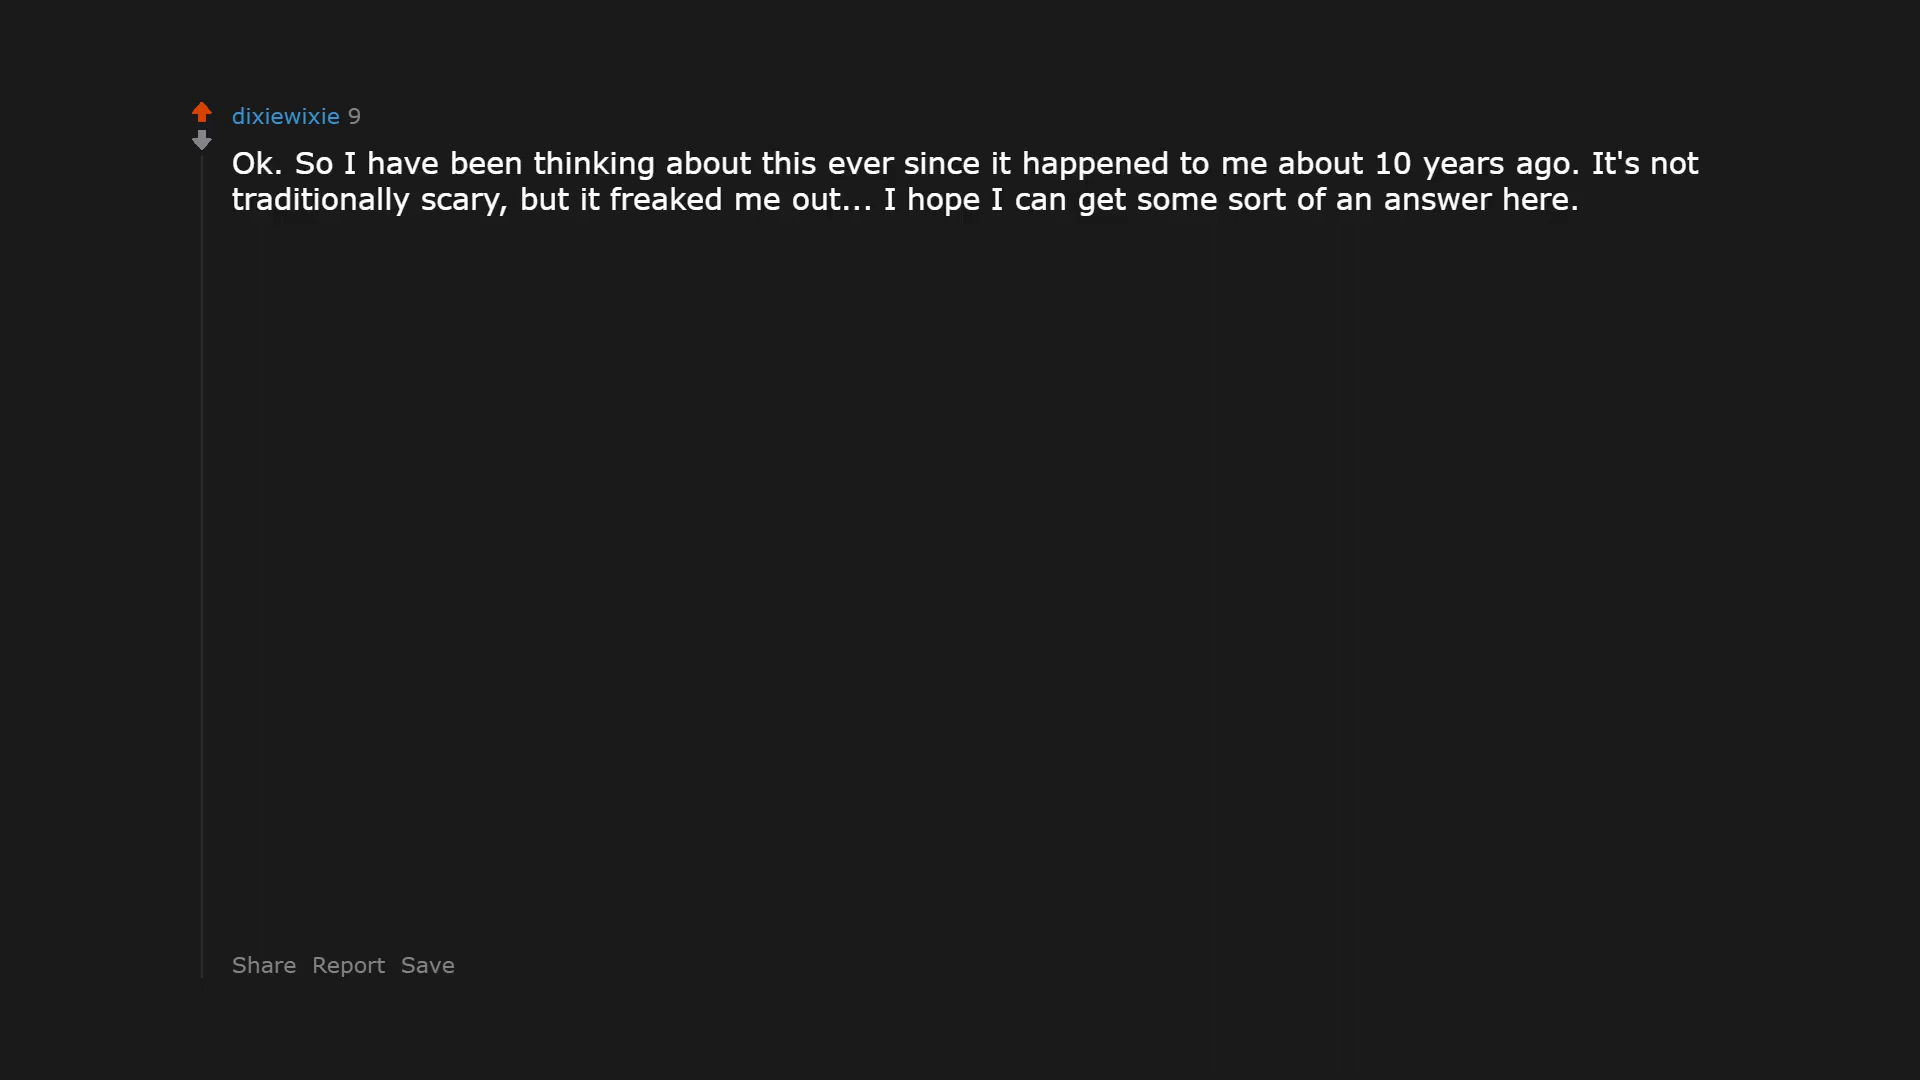 dixiewixie 9
Ok. So I have been thinking about this ever since it happened to me about 10 years ago. It's not
traditionally scary, but it freaked me out... I hope I can get some sort of an answer here.
Share Report Save